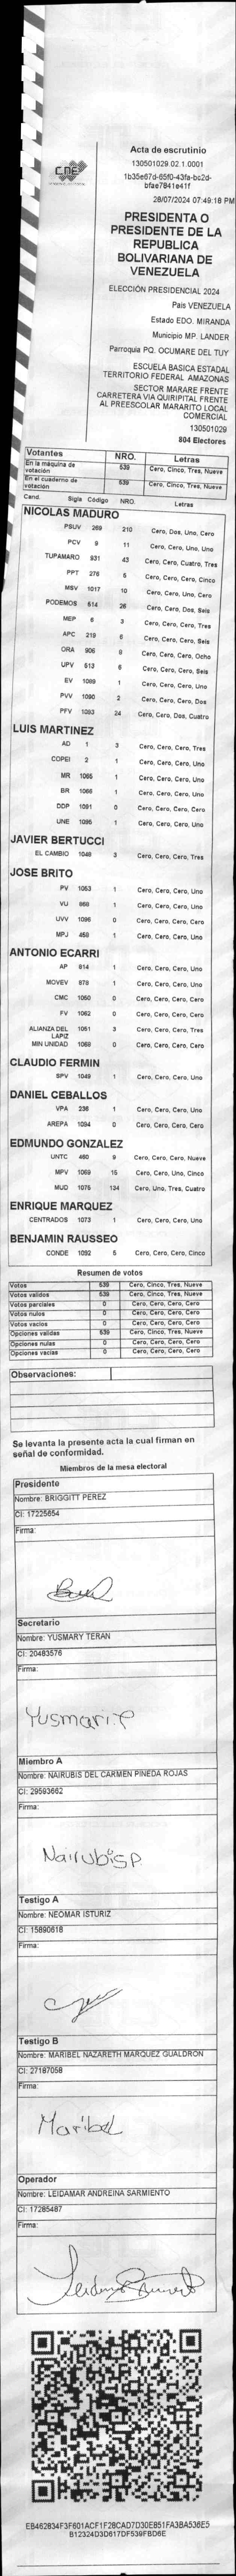 Acta de escrutinio
CNE
130501029.02.1.0001
1b35e67d-65f0-43fa-bc2d-
bfae7841e41f
28/07/2024 07:49:18 PM
PRESIDENTA O
PRESIDENTE DE LA
REPUBLICA
BOLIVARIANA DE
VENEZUELA
ELECCIÓN PRESIDENCIAL 2024
País VENEZUELA
Estado EDO. MIRANDA
Municipio MP. LANDER
Parroquia PQ. OCUMARE DEL TUY
ESCUELA BASICA ESTADAL
TERRITORIO FEDERAL AMAZONAS
SECTOR MARARE FRENTE
CARRETERA VIA QUIRIPITAL FRENTE
AL PREESCOLAR MARARITO LOCAL
COMERCIAL
130501029
804 Electores
Votantes NRO. Letras
En la máquina de votación 539 Cero, Cinco, Tres, Nueve
En el cuaderno de votación 539 Cero, Cinco, Tres, Nueve
Cand. Sigla Código NRO. Letras
NICOLAS MADURO
PSUV 269 210 Cero, Dos, Uno, Cero
PCV 9 11 Cero, Cero, Uno, Uno
TUPAMARO 931 43 Cero, Cero, Cuatro, Tres
PPT 276 5 Cero, Cero, Cero, Cinco
MSV 1017 10 Cero, Cero, Uno, Cero
PODEMOS 514 26 Cero, Cero, Dos, Seis
MEP 6 3 Cero, Cero, Cero, Tres
APC 219 6 Cero, Cero, Cero, Seis
ORA 906 8 Cero, Cero, Cero, Ocho
UPV 513 6 Cero, Cero, Cero, Seis
EV 1089 1 Cero, Cero, Cero, Uno
PVV 1090 2 Cero, Cero, Cero, Dos
PFV 1093 24 Cero, Cero, Dos, Cuatro
LUIS MARTINEZ
AD 1 3 Cero, Cero, Cero, Tres
COPEI 2 1 Cero, Cero, Cero, Uno
MR 1065 1 Cero, Cero, Cero, Uno
BR 1066 1 Cero, Cero, Cero, Uno
DDP 1091 0 Cero, Cero, Cero, Cero
UNE 1095 1 Cero, Cero, Cero, Uno
JAVIER BERTUCCI
EL CAMBIO 1048 3 Cero, Cero, Cero, Tres
JOSE BRITO
PV 1053 1 Cero, Cero, Cero, Uno
VU 868 1 Cero, Cero, Cero, Uno
UVV 1096 0 Cero, Cero, Cero, Cero
MPJ 459 1 Cero, Cero, Cero, Uno
ANTONIO ECARRI
AP 814 1 Cero, Cero, Cero, Uno
MOVEV 878 1 Cero, Cero, Cero, Uno
CMC 1060 0 Cero, Cero, Cero, Cero
FV 1062 0 Cero, Cero, Cero, Cero
ALIANZA DEL LAPIZ 1051 3 Cero, Cero, Cero, Tres
MIN UNIDAD 1068 0 Cero, Cero, Cero, Cero
CLAUDIO FERMIN
SPV 1049 1 Cero, Cero, Cero, Uno
DANIEL CEBALLOS
VPA 236 1 Cero, Cero, Cero, Uno
AREPA 1094 0 Cero, Cero, Cero, Cero
EDMUNDO GONZALEZ
UNTC 460 9 Cero, Cero, Cero, Nueve
MPV 1069 15 Cero, Cero, Uno, Cinco
MUD 1075 134 Cero, Uno, Tres, Cuatro
ENRIQUE MARQUEZ
CENTRADOS 1073 1 Cero, Cero, Cero, Uno
BENJAMIN RAUSSEO
CONDE 1092 5 Cero, Cero, Cero, Cinco
Resumen de votos
Votos 539 Cero, Cinco, Tres, Nueve
Votos validos 539 Cero, Cinco, Tres, Nueve
Votos parciales 0 Cero, Cero, Cero, Cero
Votos nulos 0 Cero, Cero, Cero, Cero
Votos vacios 0 Cero, Cero, Cero, Cero
Opciones validas 539 Cero, Cinco, Tres, Nueve
Opciones nulas 0 Cero, Cero, Cero, Cero
Opciones vacias 0 Cero, Cero, Cero, Cero
Observaciones:
Se levanta la presente acta la cual firman en
señal de conformidad.
Miembros de la mesa electoral
Presidente
Nombre: BRIGGITT PEREZ
CI: 17225654
Firma:
Secretario
Nombre: YUSMARY TERAN
CI: 20483576
Firma:
Yusmari P
Miembro A
Nombre: NAIRUBIS DEL CARMEN PINEDA ROJAS
CI: 29593662
Firma:
Nairubis P.
Testigo A
Nombre: NEOMAR ISTURIZ
CI: 15890618
Firma:
Testigo B
Nombre: MARIBEL NAZARETH MARQUEZ GUALDRON
CI: 27187058
Firma:
Maribel
Operador
Nombre: LEIDAMAR ANDREINA SARMIENTO
CI: 17285487
Firma:
EB462834F3F601ACF1F28CAD7D30E851FA3BA536E5
B12324D3D617DF539FBD6E